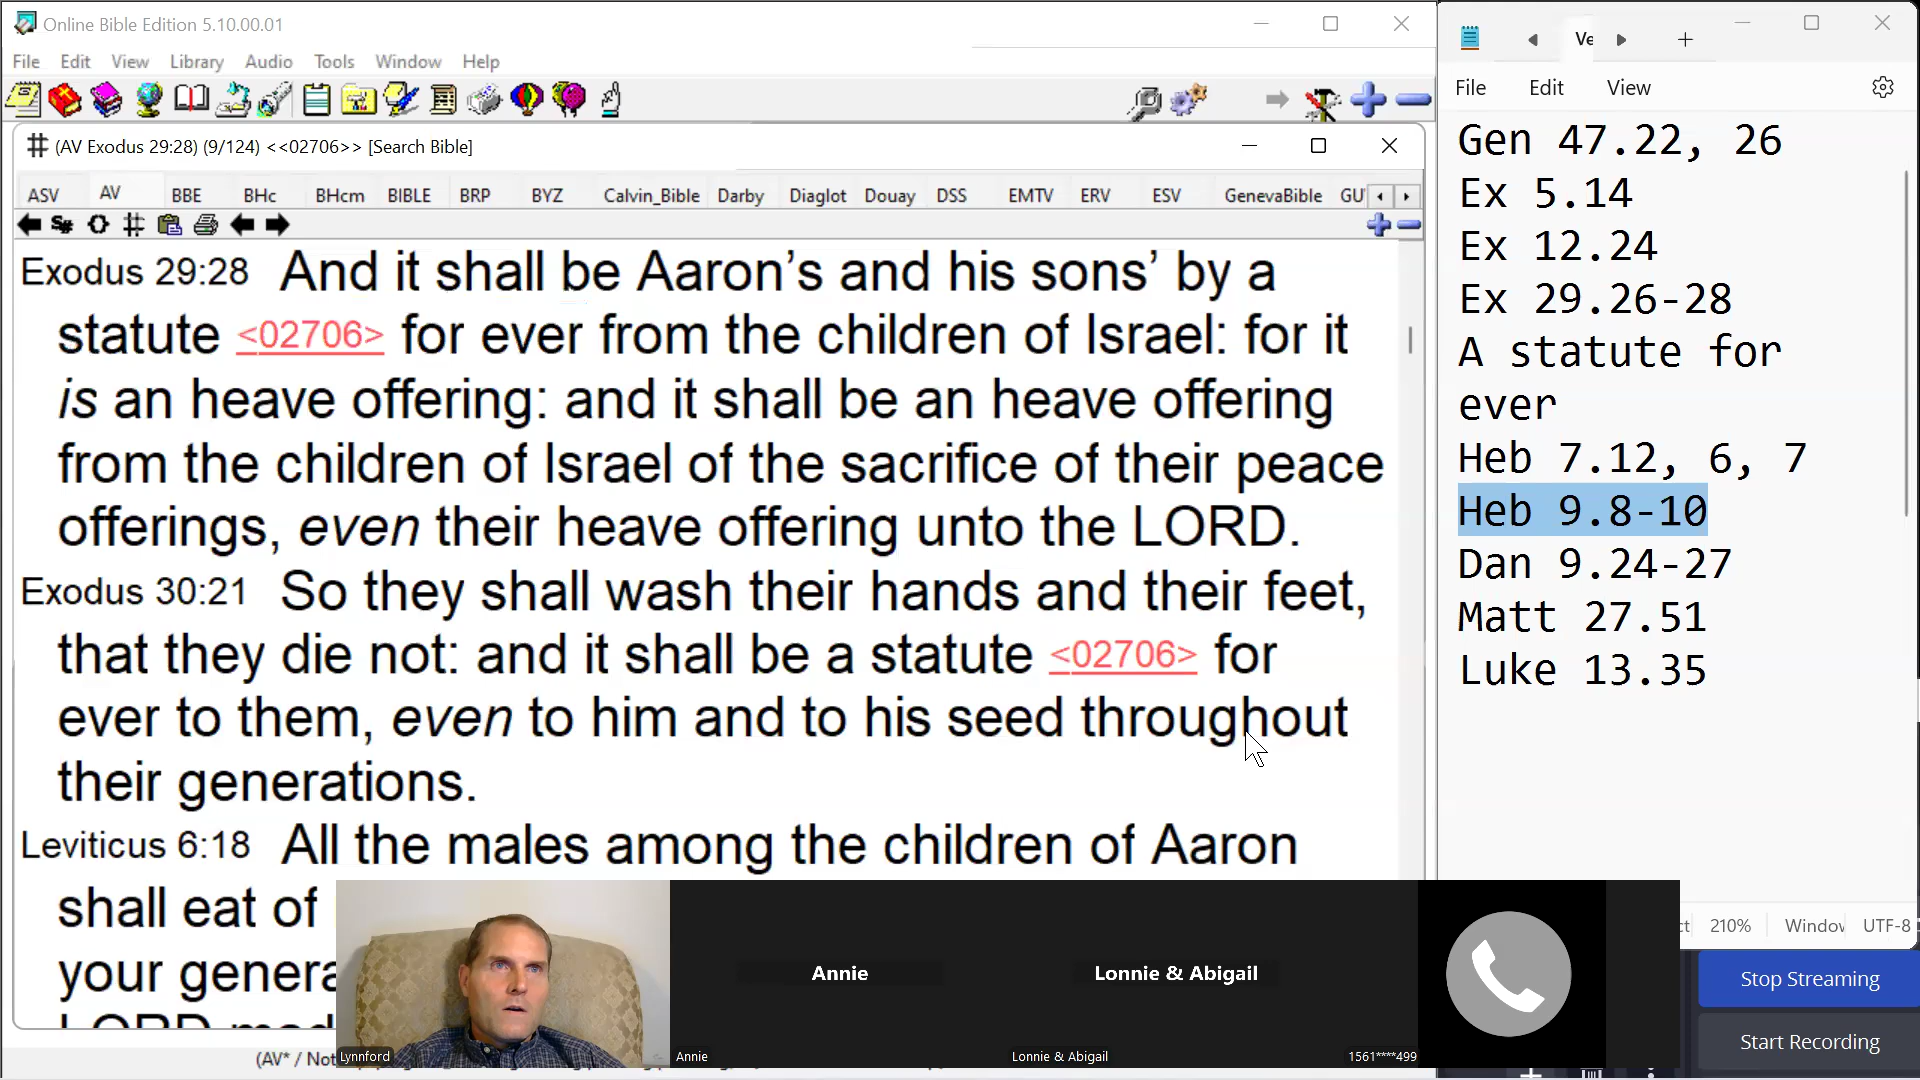 Online Bible Edition 5.10.00.01
File Edit View Library Audio Tools Window Help
(AV Exodus 29:28) (9/124) <<02706>> [Search Bible]
ASV AV BBE BHc BHcm BIBLE BRP BYZ Calvin_Bible Darby Diaglot Douay DSS EMTV ERV ESV GenevaBible GU
Exodus 29:28 And it shall be Aaron’s and his sons’ by a
statute <02706> for ever from the children of Israel: for it
is an heave offering: and it shall be an heave offering
from the children of Israel of the sacrifice of their peace
offerings, even their heave offering unto the LORD.
Exodus 30:21 So they shall wash their hands and their feet,
that they die not: and it shall be a statute <02706> for
ever to them, even to him and to his seed throughout
their generations.
Leviticus 6:18 All the males among the children of Aaron
shall eat of
your genera
(AV* / Not
Ve
File Edit View
Gen 47.22, 26
Ex 5.14
Ex 12.24
Ex 29.26-28
A statute for
ever
Heb 7.12, 6, 7
Heb 9.8-10
Dan 9.24-27
Matt 27.51
Luke 13.35
210% Window UTF-8
Annie
Lonnie & Abigail
Lynnford
Annie
Lonnie & Abigail
1561****499
Stop Streaming
Start Recording